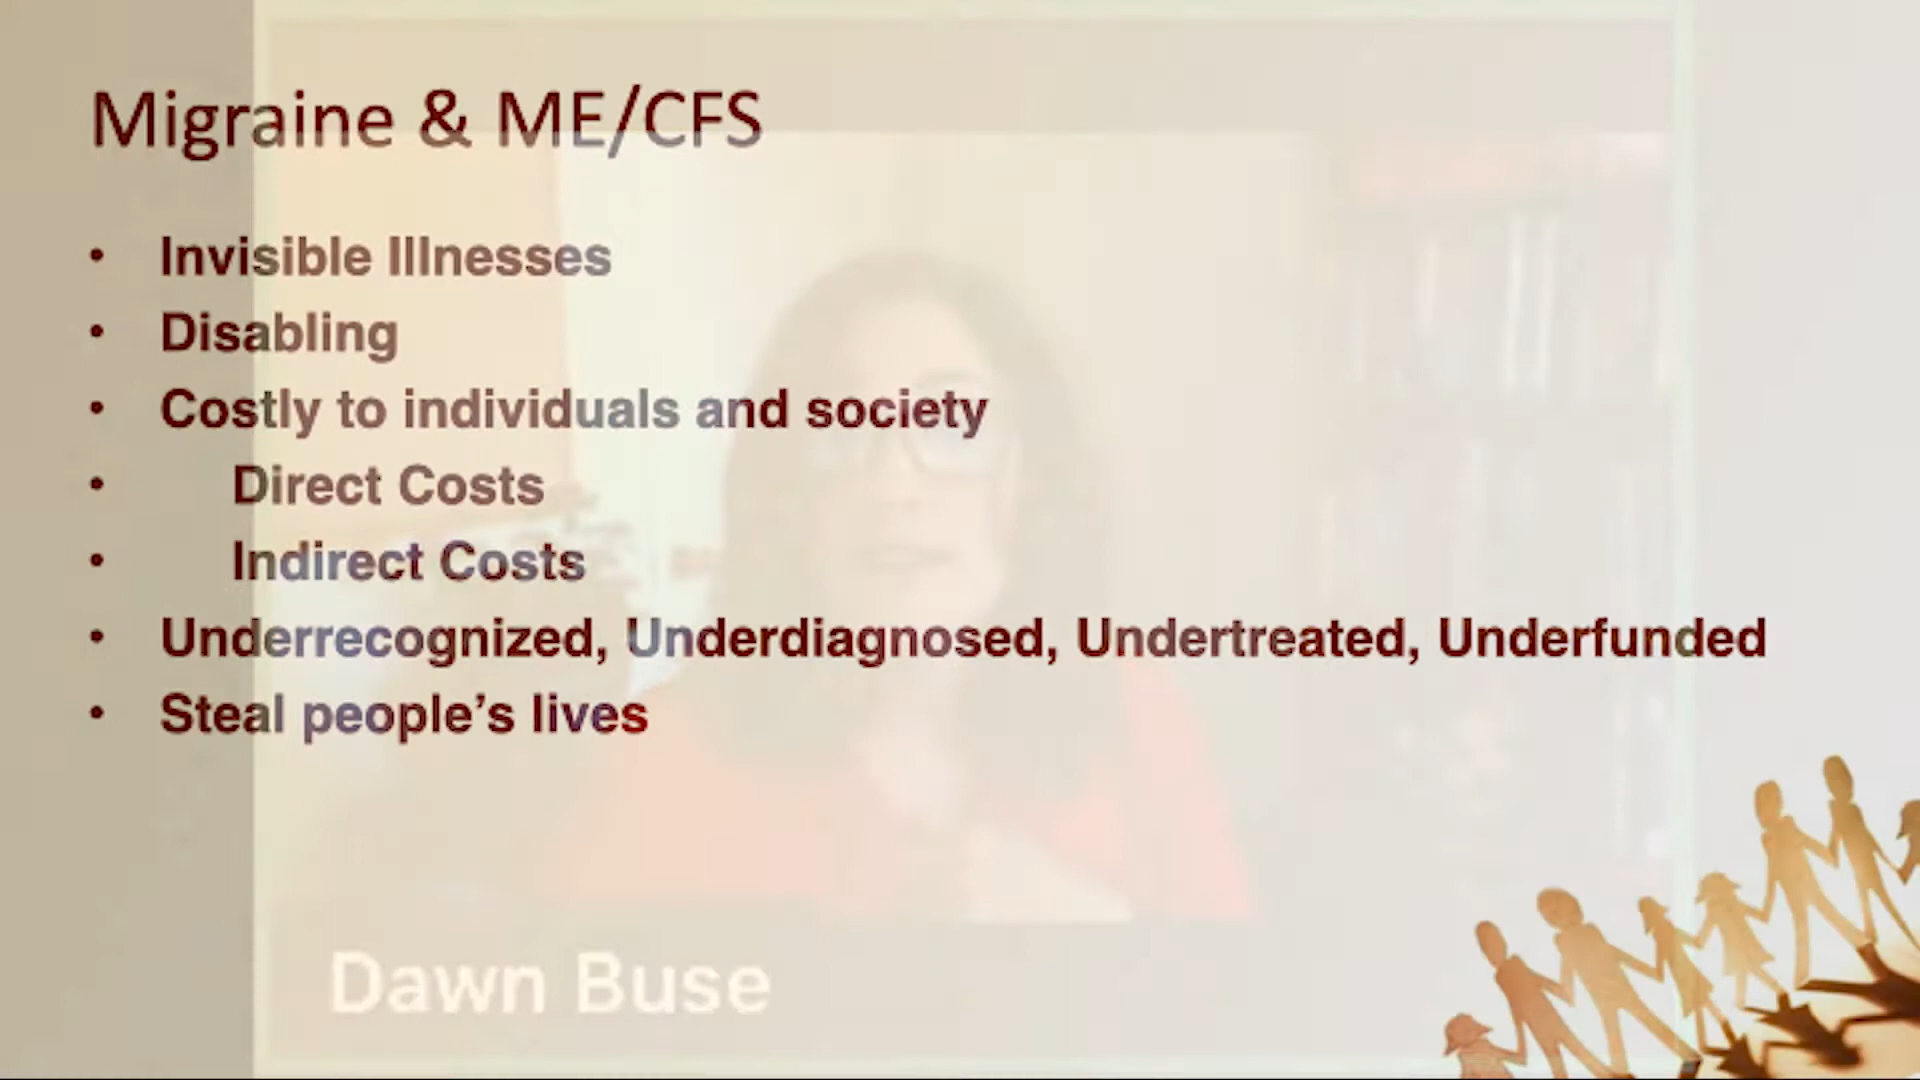 Migraine & ME/CFS
• Invisible Illnesses
• Disabling
• Costly to individuals and society
• Direct Costs
• Indirect Costs
• Underrecognized, Underdiagnosed, Undertreated, Underfunded
• Steal people’s lives
Dawn Buse